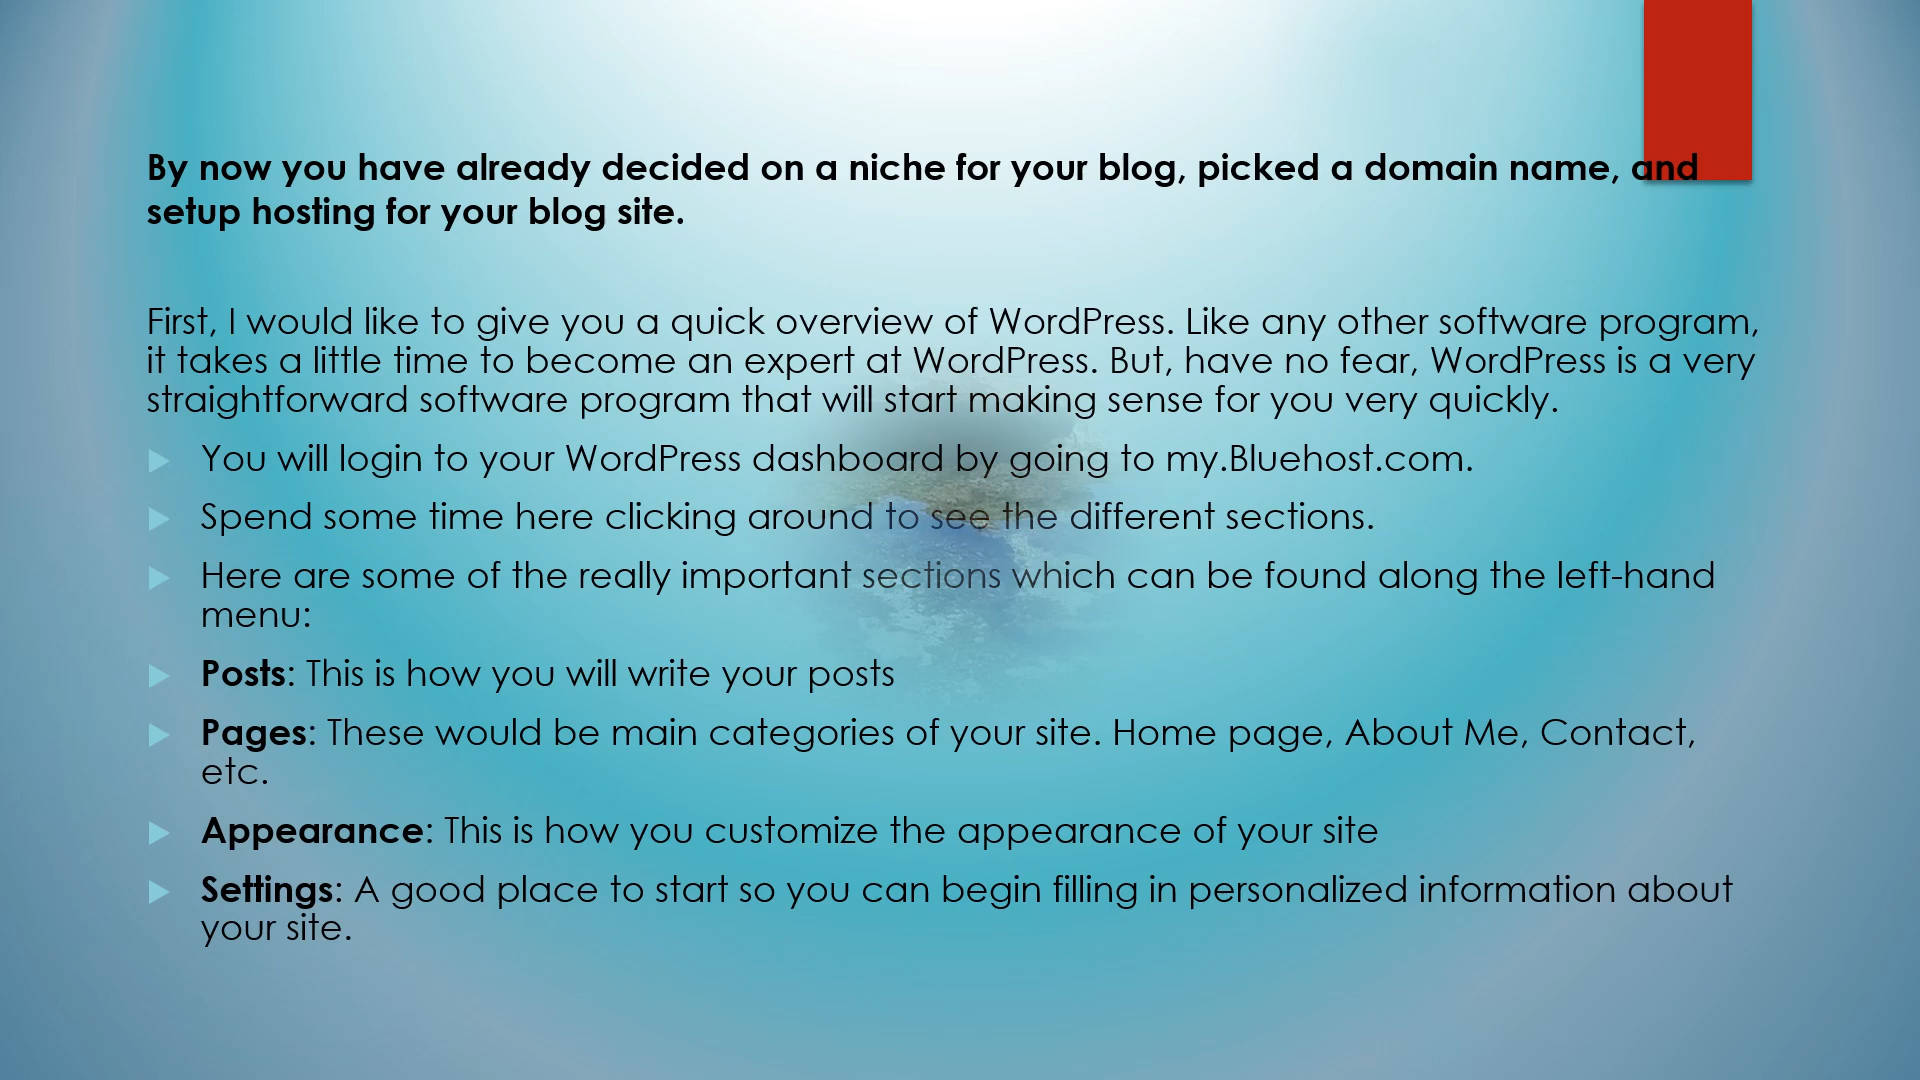 By now you have already decided on a niche for your blog, picked a domain name, and
setup hosting for your blog site.
First, I would like to give you a quick overview of WordPress. Like any other software program,
it takes a little time to become an expert at WordPress. But, have no fear, WordPress is a very
straightforward software program that will start making sense for you very quickly.
You will login to your WordPress dashboard by going to my.Bluehost.com.
Spend some time here clicking around to see the different sections.
Here are some of the really important sections which can be found along the left-hand
menu:
Posts: This is how you will write your posts
Pages: These would be main categories of your site. Home page, About Me, Contact,
etc.
Appearance: This is how you customize the appearance of your site
Settings: A good place to start so you can begin filling in personalized information about
your site.